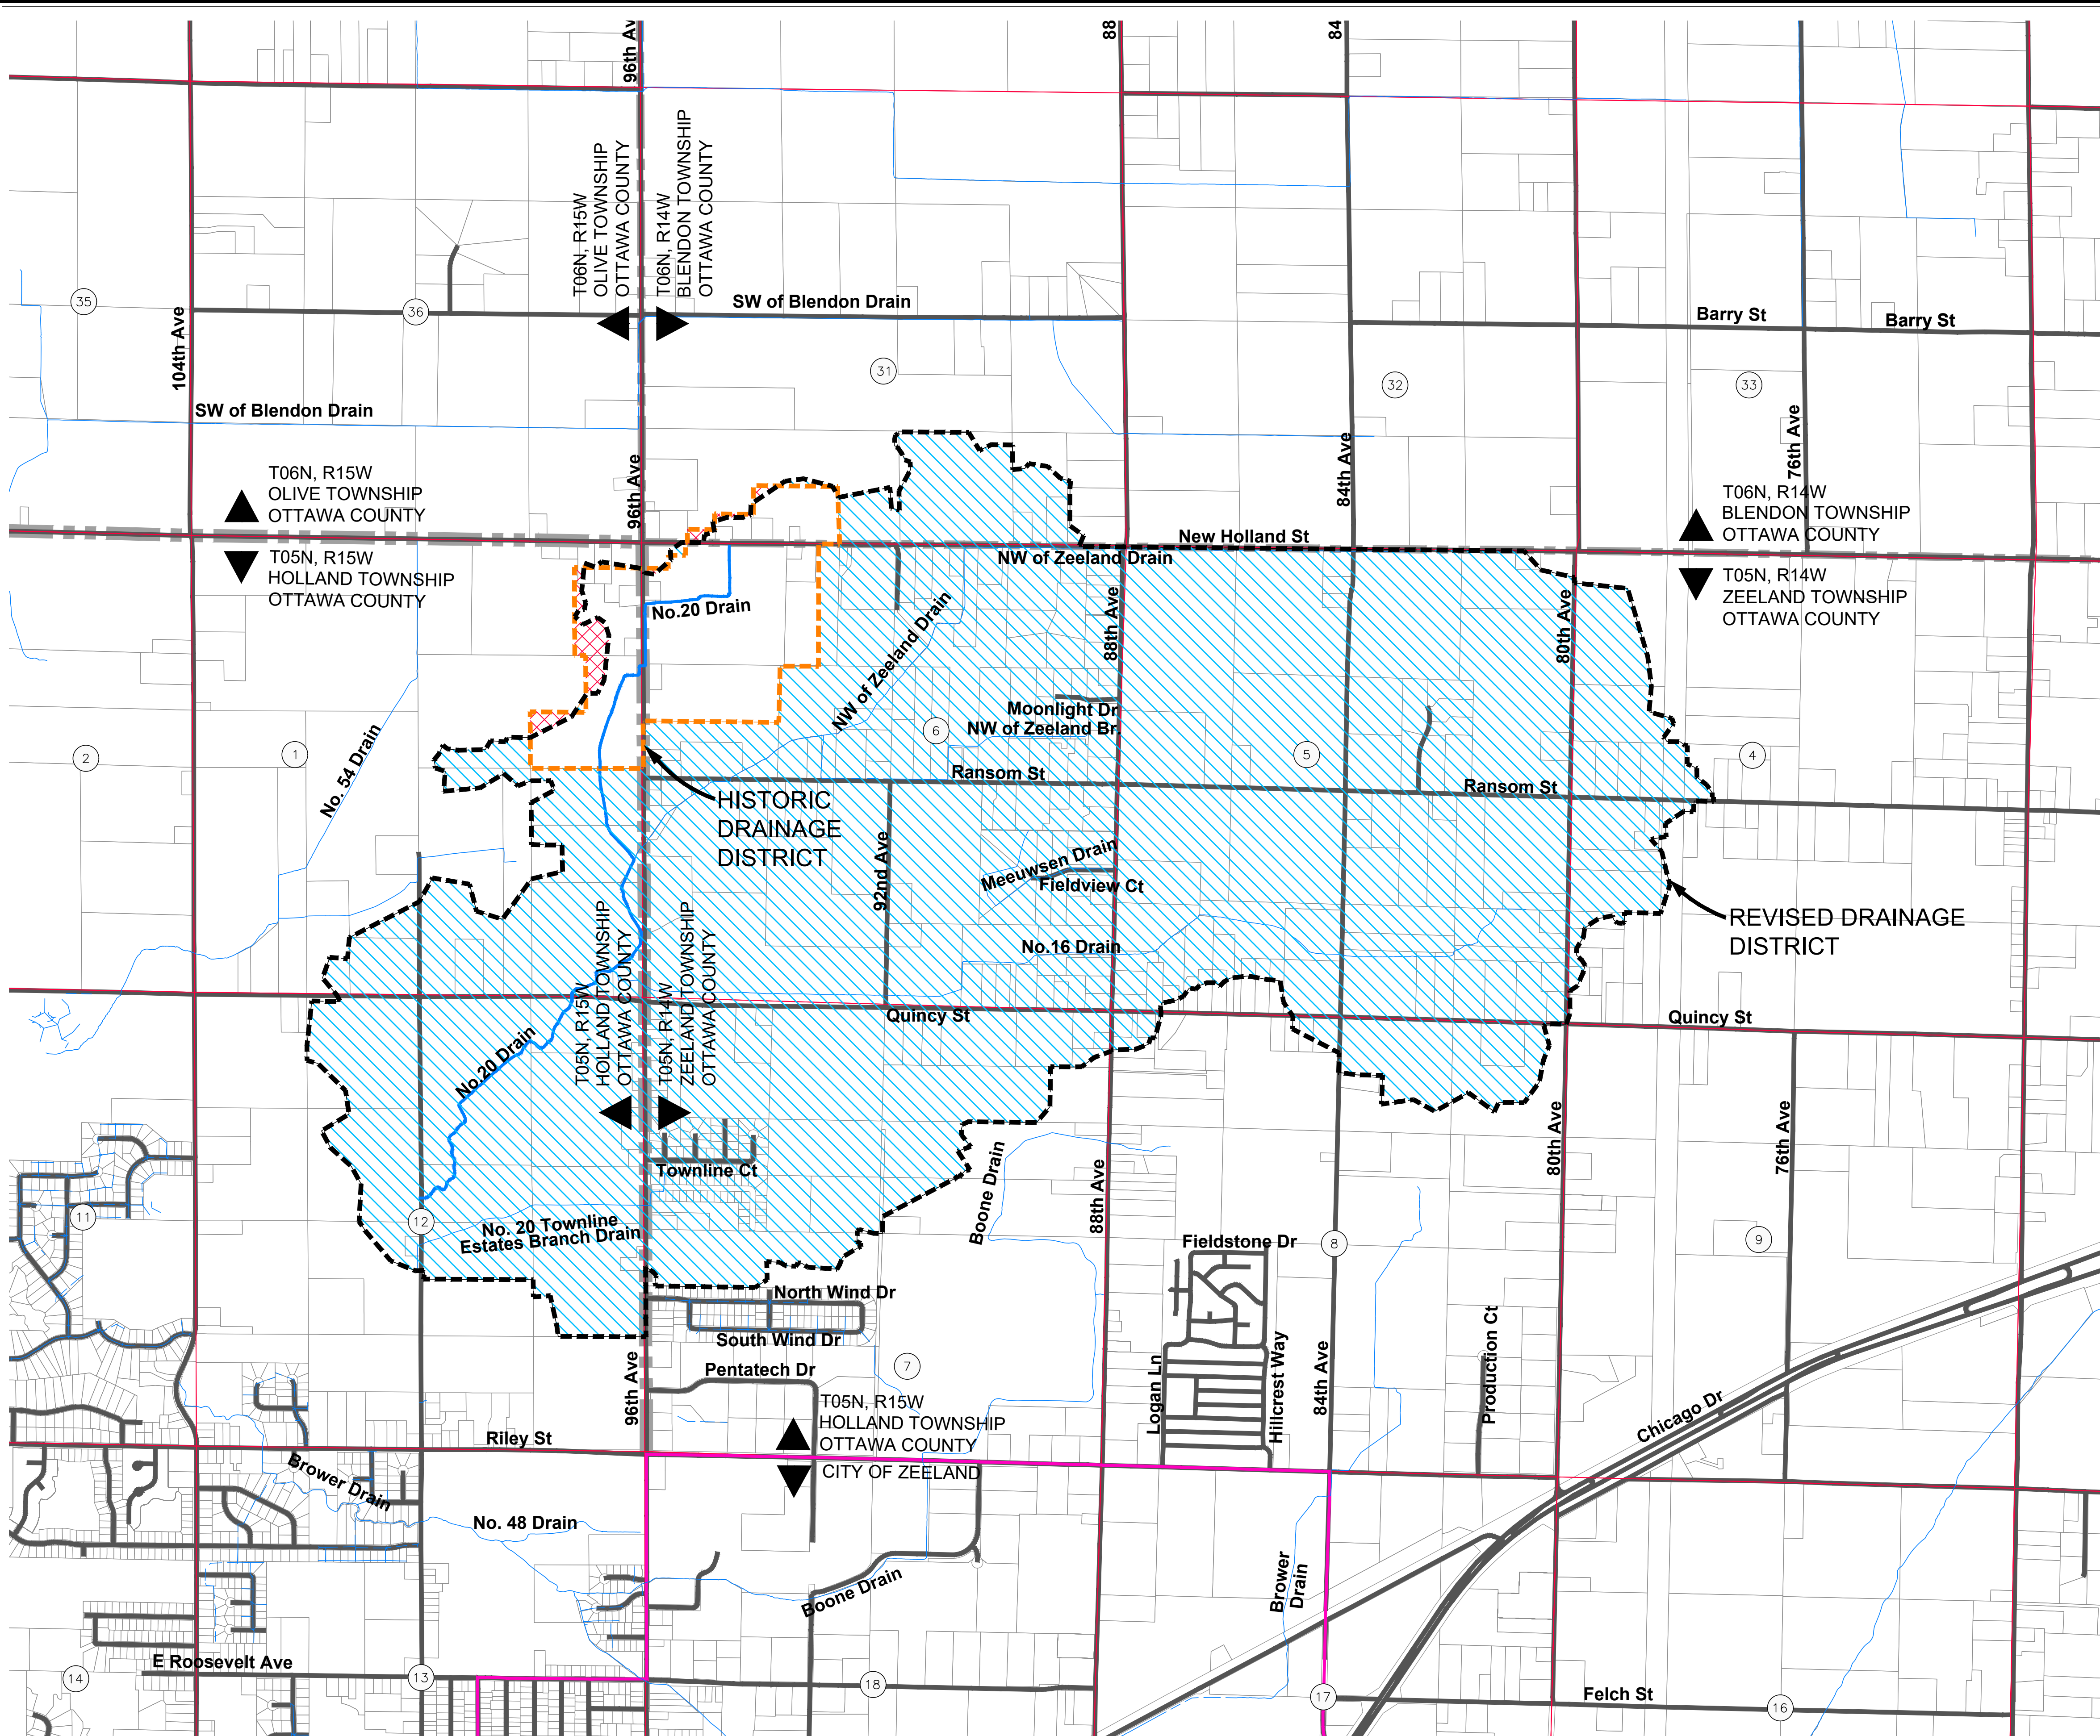 96th Av
88
84
T06N, R15W
OLIVE TOWNSHIP
OTTAWA COUNTY
T06N, R14W
BLENDON TOWNSHIP
OTTAWA COUNTY
35
36
SW of Blendon Drain
Barry St
Barry St
104th Ave
31
32
33
SW of Blendon Drain
96th Ave
84th Ave
76th Ave
T06N, R15W
OLIVE TOWNSHIP
OTTAWA COUNTY
T05N, R15W
HOLLAND TOWNSHIP
OTTAWA COUNTY
T06N, R14W
BLENDON TOWNSHIP
OTTAWA COUNTY
T05N, R14W
ZEELAND TOWNSHIP
OTTAWA COUNTY
New Holland St
NW of Zeeland Drain
No.20 Drain
NW of Zeeland Drain
88th Ave
80th Ave
Moonlight Dr
NW of Zeeland Br.
2
1
6
5
4
No. 54 Drain
Ransom St
Ransom St
HISTORIC
DRAINAGE
DISTRICT
92nd Ave
Meeuwsen Drain
Fieldview Ct
REVISED DRAINAGE
DISTRICT
No.16 Drain
T05N, R15W
HOLLAND TOWNSHIP
OTTAWA COUNTY
T05N, R14W
ZEELAND TOWNSHIP
OTTAWA COUNTY
Quincy St
Quincy St
No.20 Drain
80th Ave
76th Ave
Townline Ct
Boone Drain
88th Ave
11
12
No. 20 Townline
Estates Branch Drain
8
9
Fieldstone Dr
North Wind Dr
South Wind Dr
Pentatech Dr
7
96th Ave
Logan Ln
Hillcrest Way
84th Ave
Production Ct
Chicago Dr
T05N, R15W
HOLLAND TOWNSHIP
OTTAWA COUNTY
CITY OF ZEELAND
Riley St
Brower Drain
No. 48 Drain
Boone Drain
Brower
Drain
E Roosevelt Ave
14
13
18
17
Felch St
16